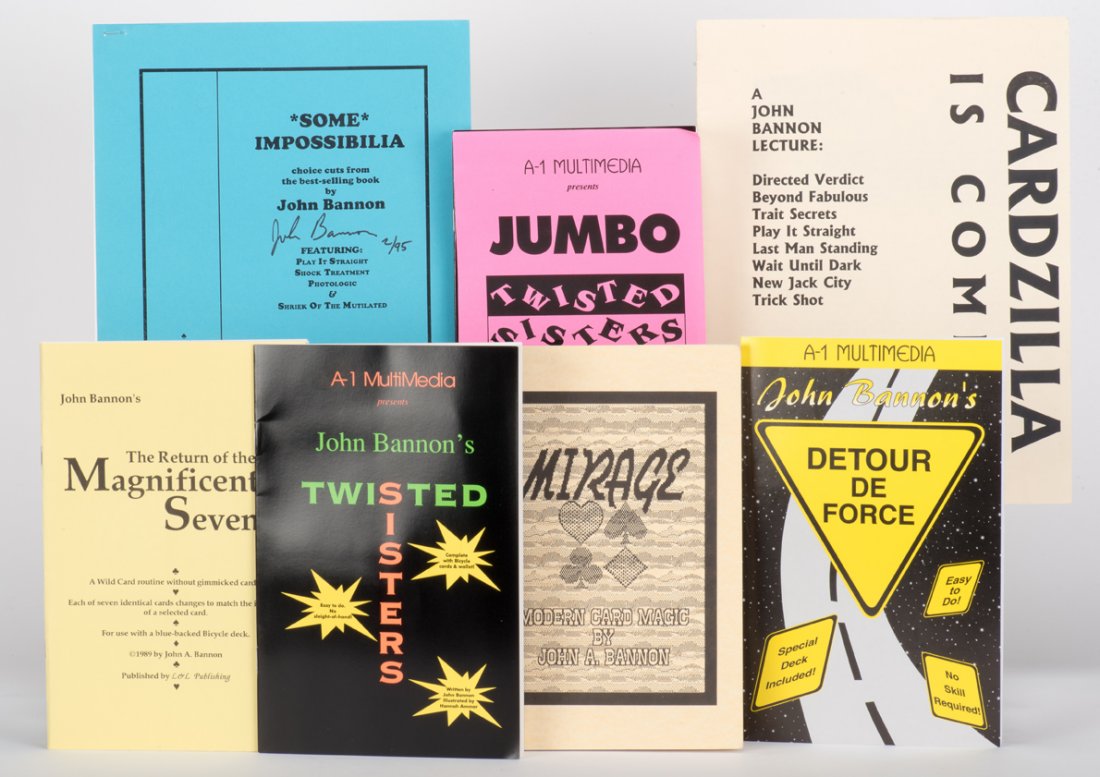 *SOME*
IMPOSSIBILIA
choice cuts from
the best-selling book
by
John Bannon
John Bannon 2/95
FEATURING:
PLAY IT STRAIGHT
SHOCK TREATMENT
PHOTOLOGIC
&
SHRIEK OF THE MUTILATED
A-1 MULTIMEDIA
presents
JUMBO
TWISTED
SISTERS
A
JOHN
BANNON
LECTURE:
Directed Verdict
Beyond Fabulous
Trait Secrets
Play It Straight
Last Man Standing
Wait Until Dark
New Jack City
Trick Shot
CARDZILLA
IS COM
John Bannon's
The Return of the
Magnificent
Seven
A Wild Card routine without gimmicked card
Each of seven identical cards changes to match the
of a selected card.
For use with a blue-backed Bicycle deck.
©1989 by John A. Bannon
Published by L&L Publishing
A-1 MultiMedia
presents
John Bannon's
TWISTED
SISTERS
Complete
with Bicycle
cards & wallet!
Easy to do.
No
sleight-of-hand!
Written by
John Bannon
Illustrated by
Hannah Ammar
MIRAGE
MODERN CARD MAGIC
BY
JOHN A. BANNON
A-1 MULTIMEDIA
John Bannon's
DETOUR
DE
FORCE
Easy
to
Do!
Special
Deck
Included!
No
Skill
Required!